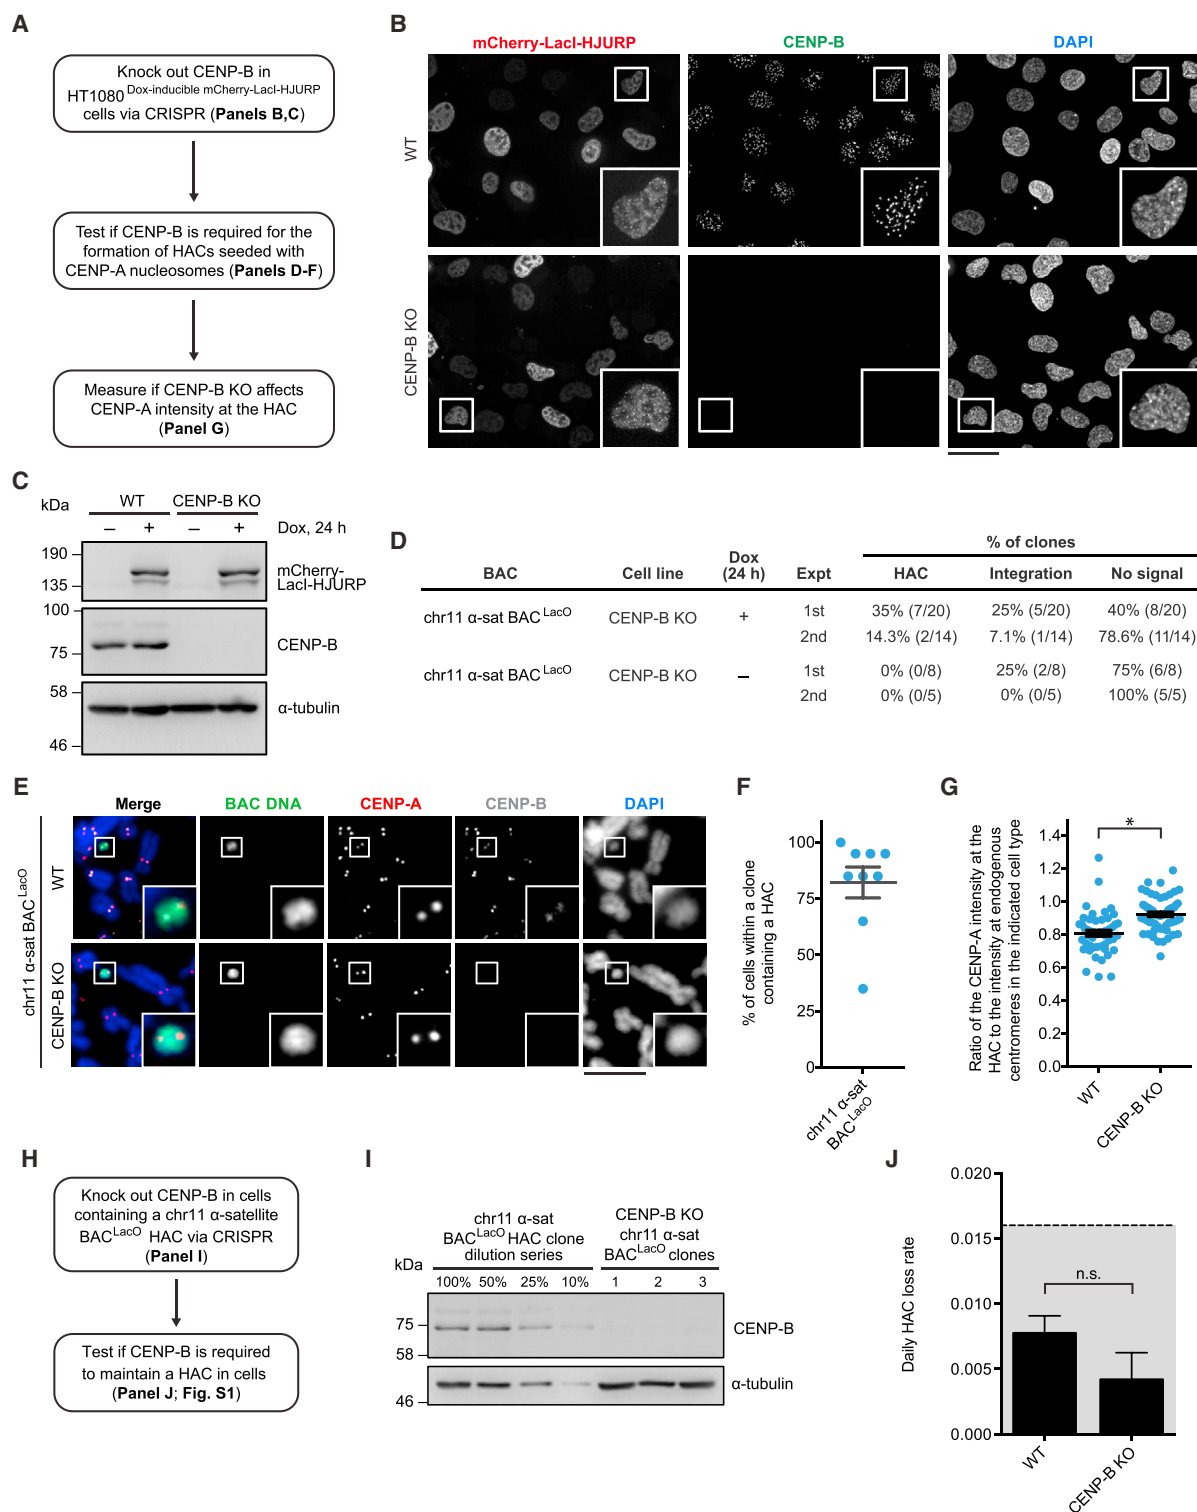 A
Knock out CENP-B in
HT1080 Dox-inducible mCherry-LacI-HJURP
cells via CRISPR (Panels B,C)
Test if CENP-B is required for the
formation of HACs seeded with
CENP-A nucleosomes (Panels D-F)
Measure if CENP-B KO affects
CENP-A intensity at the HAC
(Panel G)
B
mCherry-LacI-HJURP CENP-B DAPI
WT
CENP-B KO
C
kDa WT CENP-B KO
– + – + Dox, 24 h
190
135
mCherry-
LacI-HJURP
100
75
CENP-B
58
46
α-tubulin
D
% of clones
BAC Cell line Dox (24 h) Expt HAC Integration No signal
chr11 α-sat BAC LacO CENP-B KO + 1st 35% (7/20) 25% (5/20) 40% (8/20)
2nd 14.3% (2/14) 7.1% (1/14) 78.6% (11/14)
chr11 α-sat BAC LacO CENP-B KO – 1st 0% (0/8) 25% (2/8) 75% (6/8)
2nd 0% (0/5) 0% (0/5) 100% (5/5)
E
Merge BAC DNA CENP-A CENP-B DAPI
chr11 α-sat BAC LacO
WT
CENP-B KO
F
% of cells within a clone
containing a HAC
100
75
50
25
0
chr11 α-sat
BAC LacO
G
Ratio of the CENP-A intensity at the
HAC to the intensity at endogenous
centromeres in the indicated cell type
1.4
1.2
1.0
0.8
0.6
0.4
0.2
0.0
*
WT
CENP-B KO
H
Knock out CENP-B in cells
containing a chr11 α-satellite
BAC LacO HAC via CRISPR
(Panel I)
Test if CENP-B is required
to maintain a HAC in cells
(Panel J; Fig. S1)
I
chr11 α-sat
BAC LacO HAC clone
dilution series
CENP-B KO
chr11 α-sat
BAC LacO clones
kDa
100% 50% 25% 10% 1 2 3
75
58
CENP-B
46
α-tubulin
J
Daily HAC loss rate
0.020
0.015
0.010
0.005
0.000
n.s.
WT
CENP-B KO